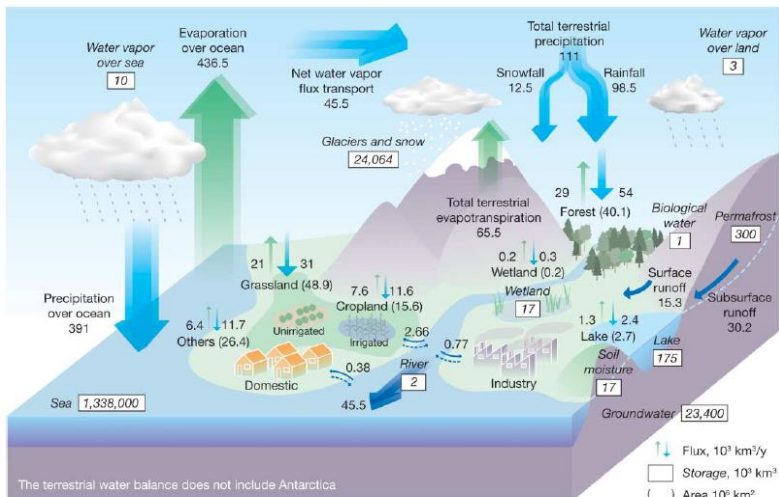 Evaporation
over ocean
436.5
Water vapor
over sea
10
Net water vapor
flux transport
45.5
Total terrestrial
precipitation
111
Snowfall
12.5
Rainfall
98.5
Water vapor
over land
3
Glaciers and snow
24,064
Total terrestrial
evapotranspiration
65.5
29 54
Forest (40.1)
Biological
water
1
Permafrost
300
0.2 0.3
Wetland (0.2)
Wetland
17
Surface
runoff
15.3
Subsurface
runoff
30.2
21 31
Grassland (48.9)
7.6 11.6
Cropland (15.6)
Precipitation
over ocean
391
6.4 11.7
Others (26.4)
Unirrigated
Irrigated
2.66
0.77
1.3 2.4
Lake (2.7)
Lake
175
Domestic
0.38
River
2
Industry
Soil
moisture
17
45.5
Sea 1,338,000
Groundwater 23,400
Flux, 10³ km³/y
Storage, 10³ km³
( ) Area 10⁶ km²
The terrestrial water balance does not include Antarctica